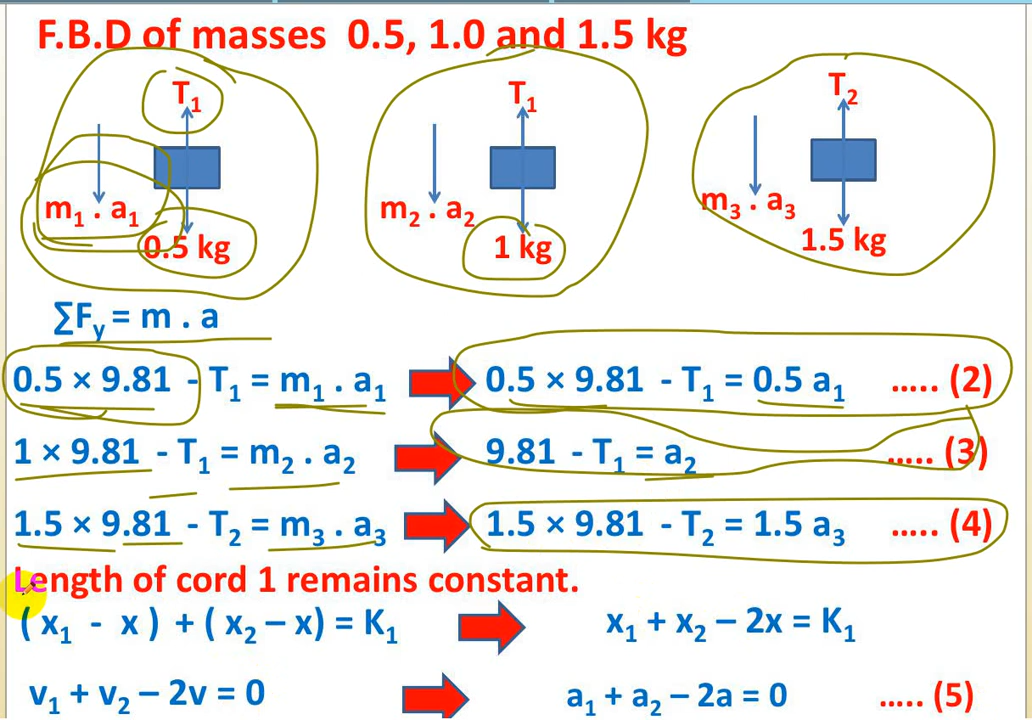 F.B.D of masses 0.5, 1.0 and 1.5 kg
T₁ T₁ T₂
m₁ . a₁ m₂ . a₂ m₃ . a₃
0.5 kg 1 kg 1.5 kg
∑Fᵧ = m . a
0.5 × 9.81 - T₁ = m₁ . a₁ 0.5 × 9.81 - T₁ = 0.5 a₁ ..... (2)
1 × 9.81 - T₁ = m₂ . a₂ 9.81 - T₁ = a₂ ..... (3)
1.5 × 9.81 - T₂ = m₃ . a₃ 1.5 × 9.81 - T₂ = 1.5 a₃ ..... (4)
Length of cord 1 remains constant.
( x₁ - x ) + ( x₂ – x) = K₁ x₁ + x₂ – 2x = K₁
v₁ + v₂ – 2v = 0 a₁ + a₂ – 2a = 0 ..... (5)